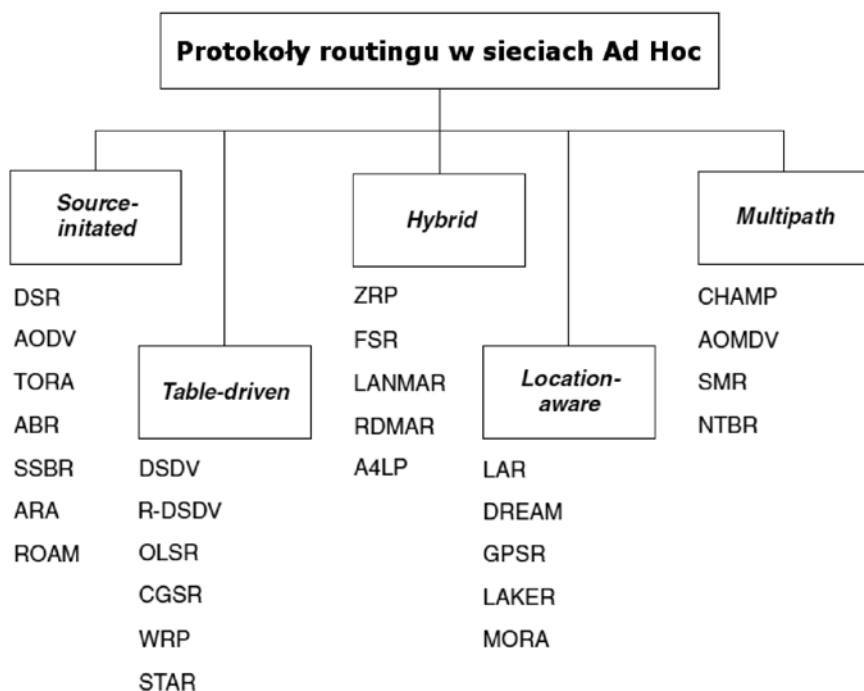 Protokoły routingu w sieciach Ad Hoc
Source-
initated
DSR
AODV
TORA
ABR
SSBR
ARA
ROAM
Table-driven
DSDV
R-DSDV
OLSR
CGSR
WRP
STAR
Hybrid
ZRP
FSR
LANMAR
RDMAR
A4LP
Location-
aware
LAR
DREAM
GPSR
LAKER
MORA
Multipath
CHAMP
AOMDV
SMR
NTBR